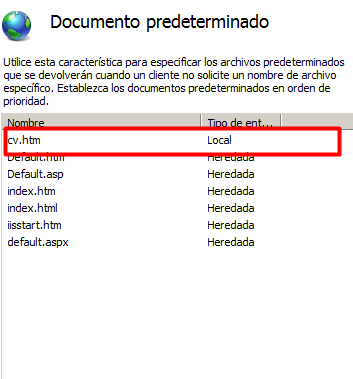 Documento predeterminado
Utilice esta característica para especificar los archivos predeterminados
que se devolverán cuando un cliente no solicite un nombre de archivo
específico. Establezca los documentos predeterminados en orden de
prioridad.
Nombre Tipo de ent...
cv.htm Local
Default.htm Heredada
Default.asp Heredada
index.htm Heredada
index.html Heredada
iisstart.htm Heredada
default.aspx Heredada